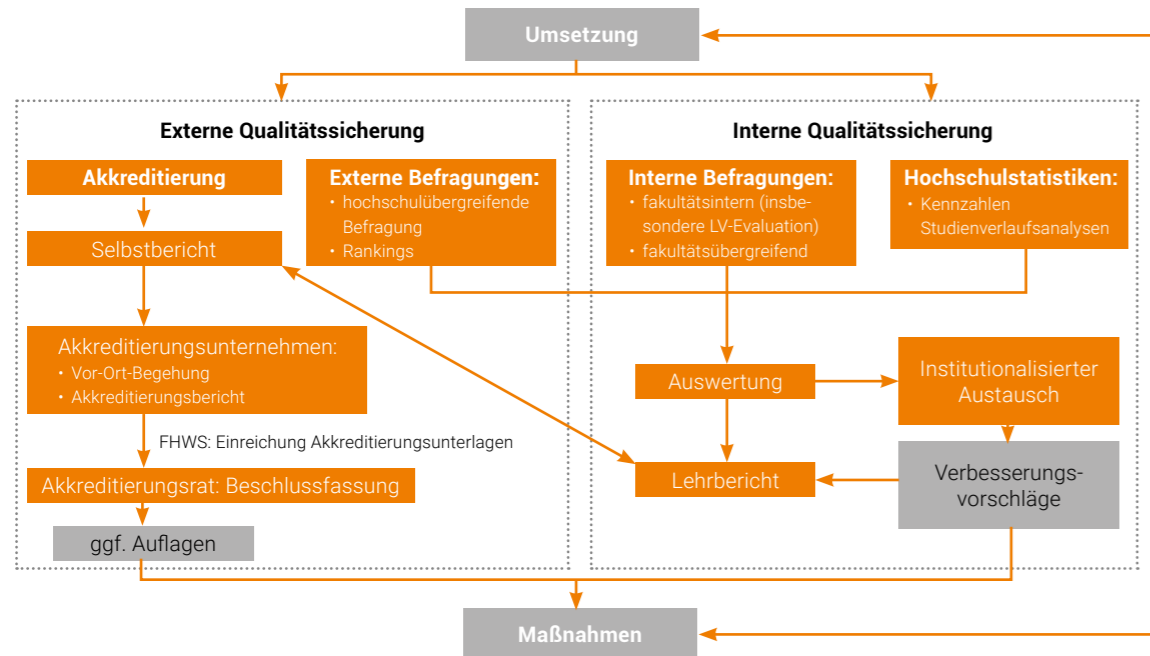 Umsetzung
Externe Qualitätssicherung
Akkreditierung
Selbstbericht
Externe Befragungen:
• hochschulübergreifende
Befragung
• Rankings
Akkreditierungsunternehmen:
• Vor-Ort-Begehung
• Akkreditierungsbericht
FHWS: Einreichung Akkreditierungsunterlagen
Akkreditierungsrat: Beschlussfassung
ggf. Auflagen
Interne Qualitätssicherung
Interne Befragungen:
• fakultätsintern (insbe-
sondere LV-Evaluation)
• fakultätsübergreifend
Hochschulstatistiken:
• Kennzahlen
Studienverlaufsanalysen
Auswertung
Institutionalisierter
Austausch
Lehrbericht
Verbesserungs-
vorschläge
Maßnahmen